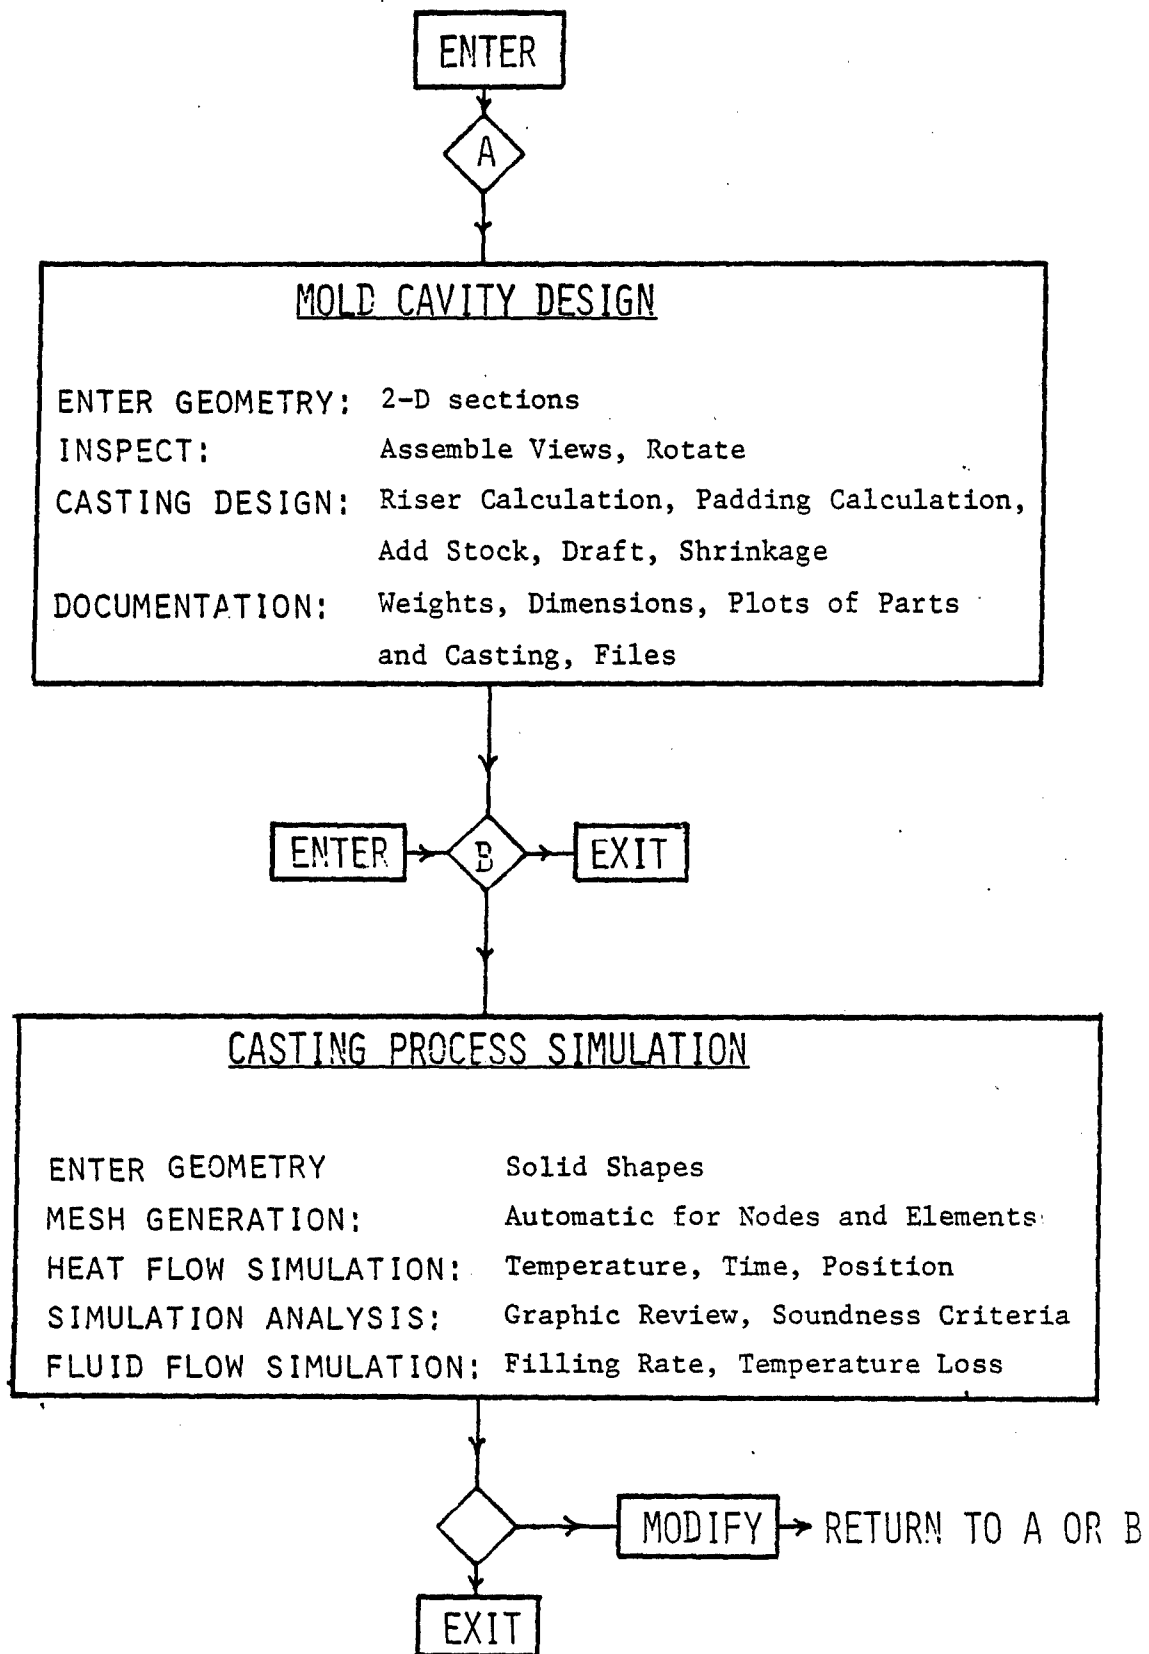 ENTER
A
MOLD CAVITY DESIGN
ENTER GEOMETRY: 2-D sections
INSPECT: Assemble Views, Rotate
CASTING DESIGN: Riser Calculation, Padding Calculation,
Add Stock, Draft, Shrinkage
DOCUMENTATION: Weights, Dimensions, Plots of Parts
and Casting, Files
ENTER B EXIT
CASTING PROCESS SIMULATION
ENTER GEOMETRY Solid Shapes
MESH GENERATION: Automatic for Nodes and Elements
HEAT FLOW SIMULATION: Temperature, Time, Position
SIMULATION ANALYSIS: Graphic Review, Soundness Criteria
FLUID FLOW SIMULATION: Filling Rate, Temperature Loss
MODIFY RETURN TO A OR B
EXIT